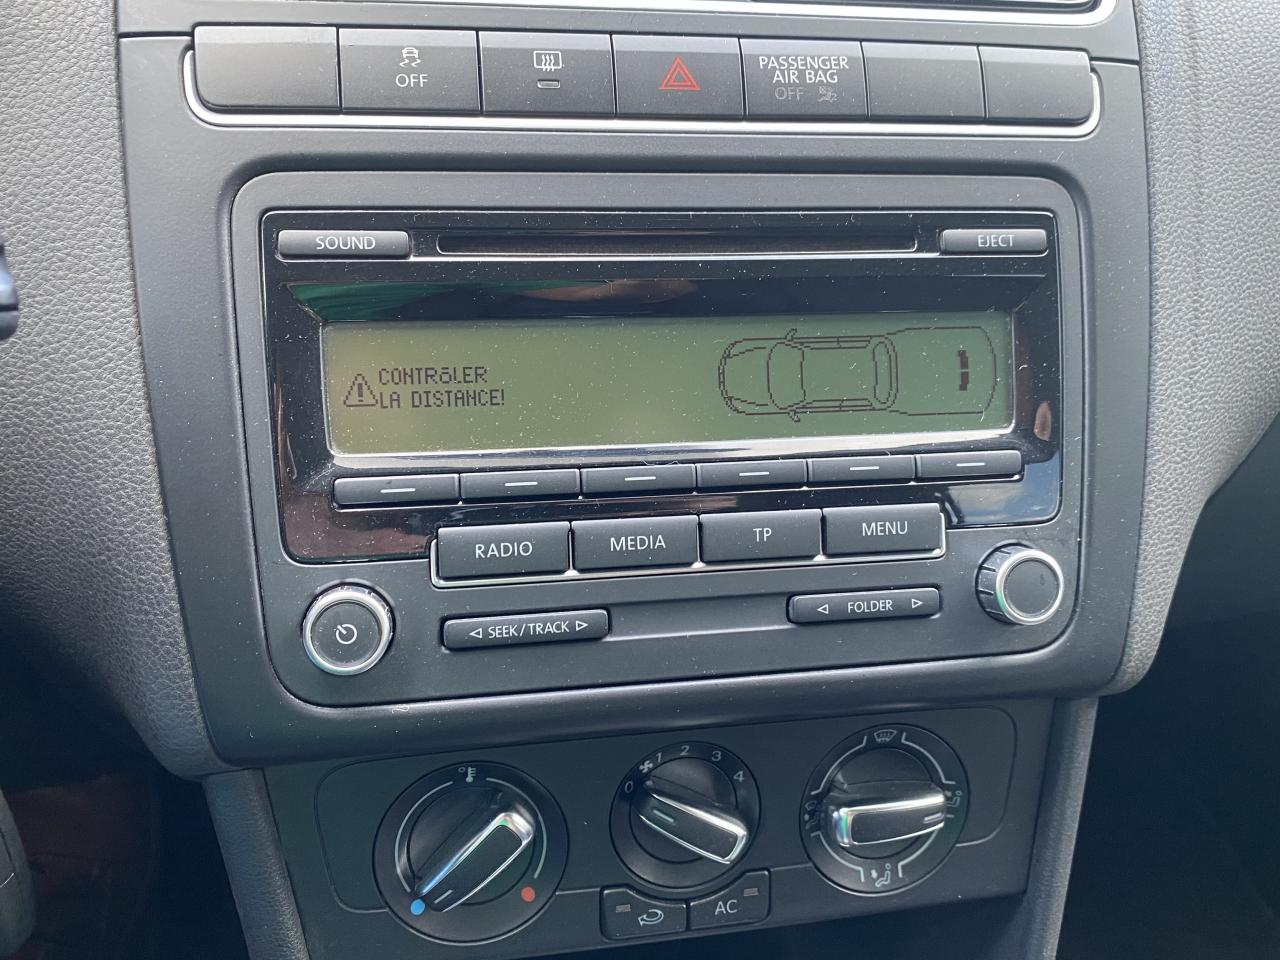 OFF
PASSENGER
AIR BAG
OFF
SOUND
EJECT
CONTRôLER
LA DISTANCE!
RADIO
MEDIA
TP
MENU
◁ SEEK/TRACK ▷
◁ FOLDER ▷
0 1 2 3 4
AC